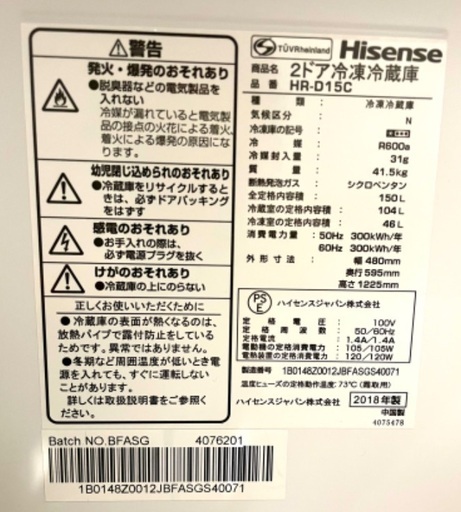 警告
発火・爆発のおそれあり
●脱臭器などの電気製品を
入れない
冷媒が漏れていると電気製
品の接点の火花による着
火・爆発の原因になり
ます
幼児閉じ込められのおそれあり
●冷蔵庫をリサイクルすると
きは、必ずドアパッキング
をはずす
感電のおそれあり
●お手入れの際は、
必ず電源プラグを抜く
けがのおそれあり
●冷蔵庫の上にのらない
正しくお使いいただくために
●冷蔵庫の表面が熱くなるのは、
放熱パイプで露付防止をしている
ためです。異常ではありません。
●冬期など周囲温度が低いとき電
源を入れても、すぐに運転しない
ことがあります。
詳しくは取扱説明書をご覧ください。
TÜVRheinland
Hisense
商品名 2ドア冷凍冷蔵庫
品番 HR-D15C
種類 冷凍冷蔵庫
気候区分 N
冷凍庫の記号
冷媒 R600a
冷媒封入量 31g
質量 41.5kg
断熱発泡ガス シクロペンタン
全定格内容積 150L
冷蔵室の定格内容積 104L
冷凍室の定格内容積 46L
消費電力量 50Hz 300kWh/年
60Hz 300kWh/年
外形寸法 幅 480mm
奥行 595mm
高さ 1225mm
PSE ハイセンスジャパン株式会社
定格電圧 100V
定格周波数 50/60Hz
定格電流 1.4A/1.4A
電動機の定格消費電力 105/105W
電熱装置の定格消費電力 120/120W
製造番号 1B0148Z0012JBFASGS40071
温度ヒューズの定格動作温度:73℃(霜取用)
ハイセンスジャパン株式会社 2018年製
中国製
4075478
Batch NO.BFASG 4076201
1B0148Z0012JBFASGS40071